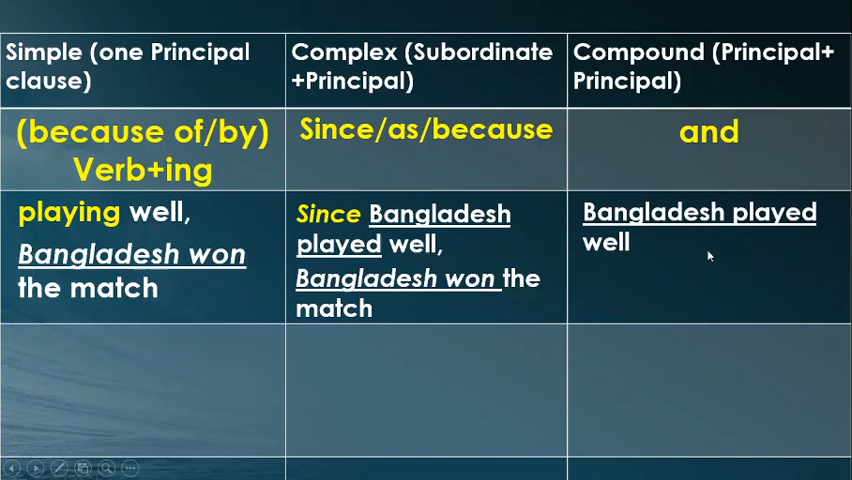 Simple (one Principal
clause)
Complex (Subordinate
+Principal)
Compound (Principal+
Principal)
(because of/by)
Verb+ing
Since/as/because
and
playing well,
Bangladesh won
the match
Since Bangladesh
played well,
Bangladesh won the
match
Bangladesh played
well